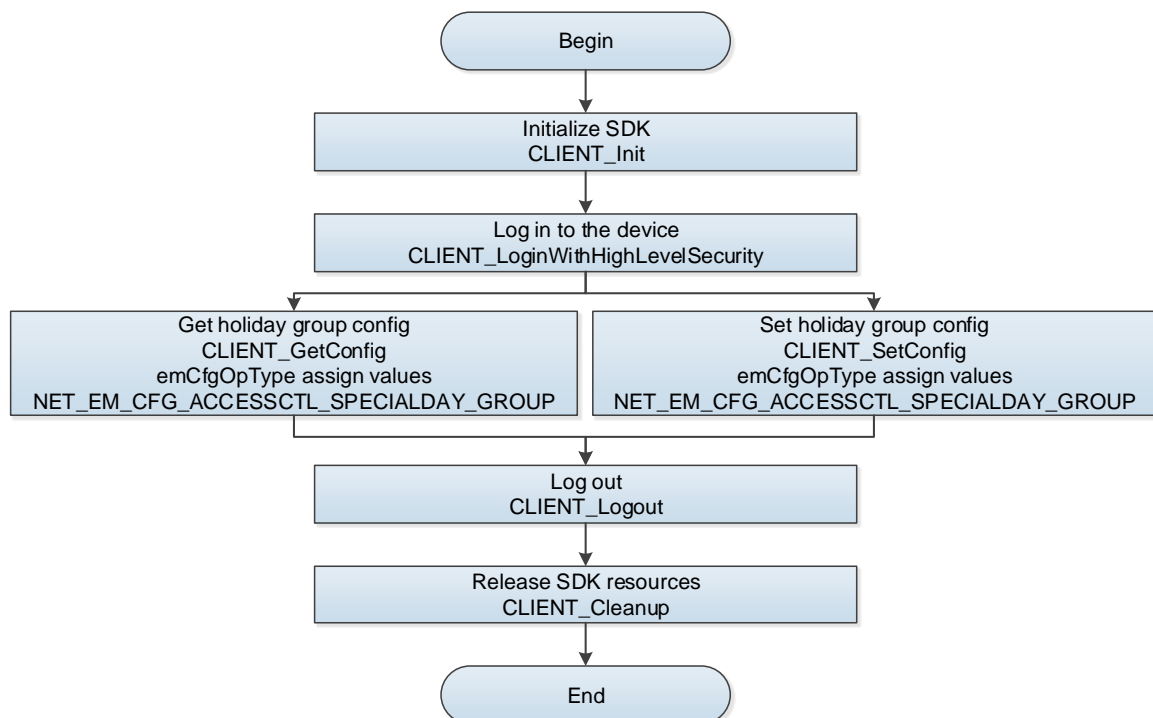 Begin
Initialize SDK
CLIENT_Init
Log in to the device
CLIENT_LoginWithHighLevelSecurity
Get holiday group config
CLIENT_GetConfig
emCfgOpType assign values
NET_EM_CFG_ACCESSCTL_SPECIALDAY_GROUP
Set holiday group config
CLIENT_SetConfig
emCfgOpType assign values
NET_EM_CFG_ACCESSCTL_SPECIALDAY_GROUP
Log out
CLIENT_Logout
Release SDK resources
CLIENT_Cleanup
End